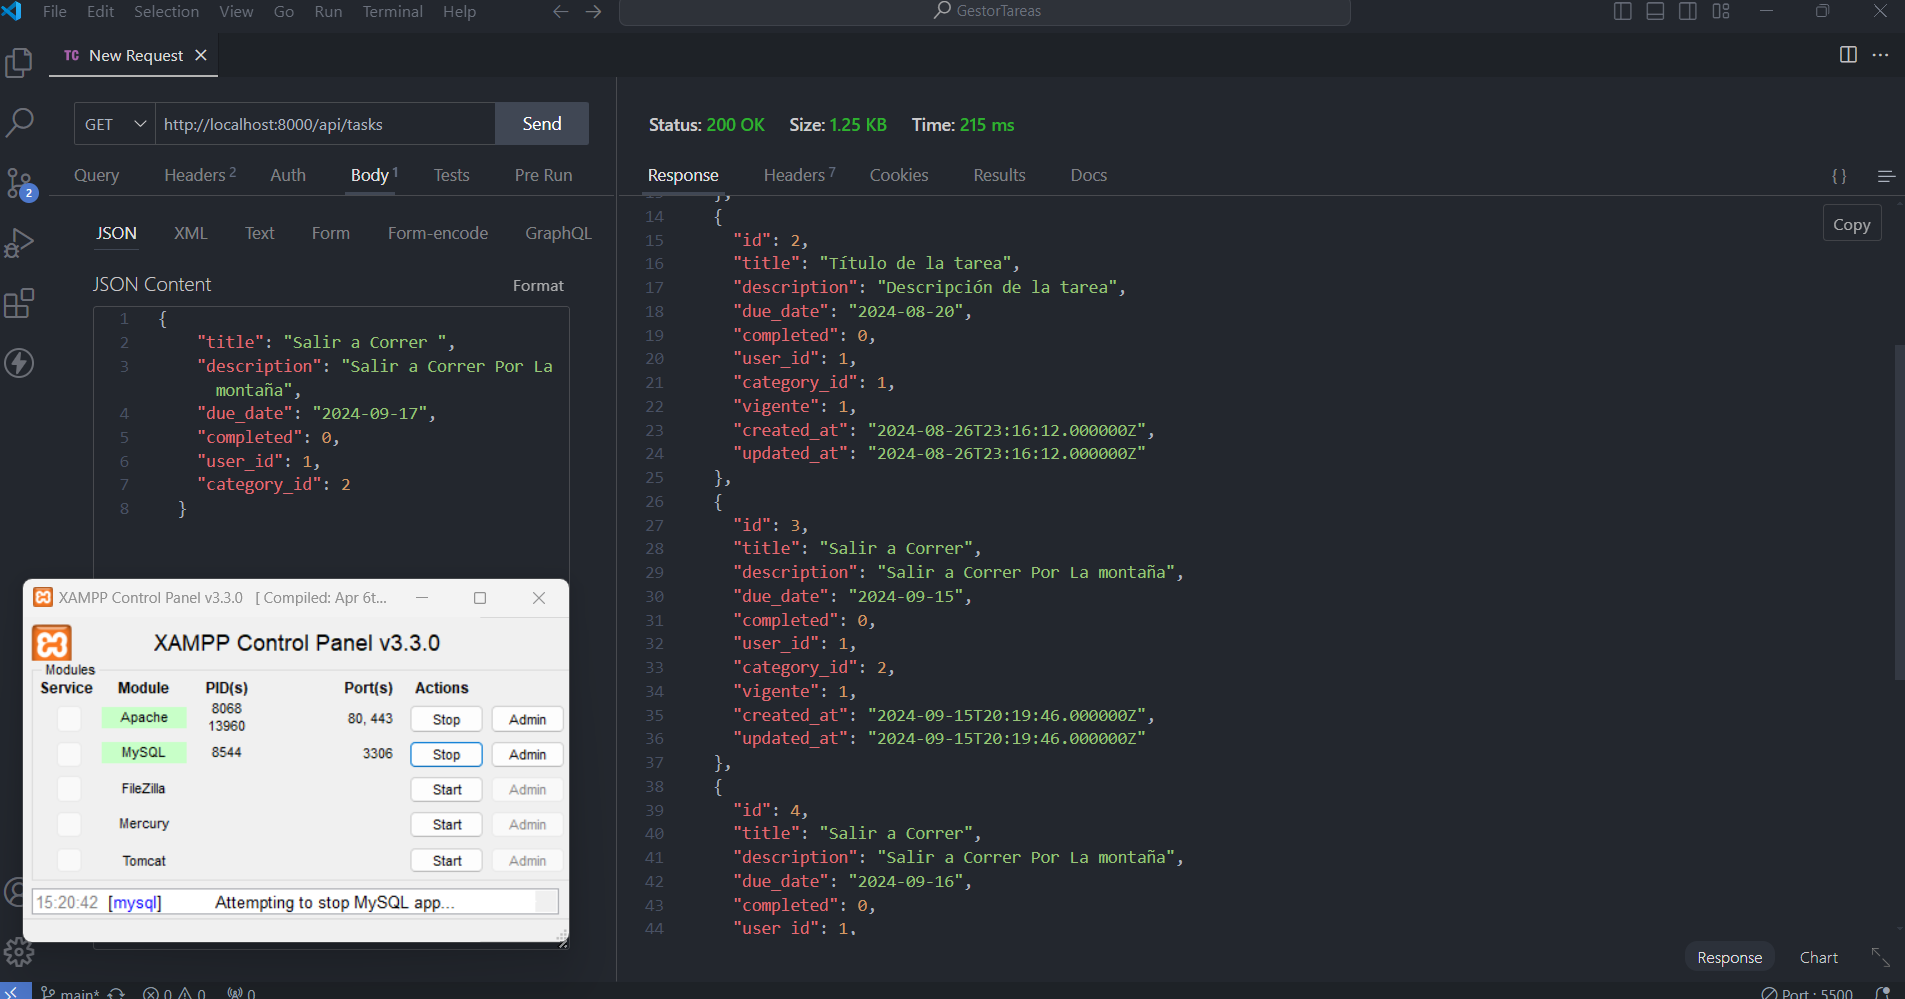 File Edit Selection View Go Run Terminal Help
GestorTareas
TC New Request
GET http://localhost:8000/api/tasks Send
Query Headers 2 Auth Body 1 Tests Pre Run
JSON XML Text Form Form-encode GraphQL
JSON Content Format
1 {
2 "title": "Salir a Correr ",
3 "description": "Salir a Correr Por La
montaña",
4 "due_date": "2024-09-17",
5 "completed": 0,
6 "user_id": 1,
7 "category_id": 2
8 }
2
XAMPP Control Panel v3.3.0 [ Compiled: Apr 6t...
XAMPP Control Panel v3.3.0
Modules
Service Module PID(s) Port(s) Actions
Apache 8068 13960 80, 443 Stop Admin
MySQL 8544 3306 Stop Admin
FileZilla Start Admin
Mercury Start Admin
Tomcat Start Admin
15:20:42 [mysql] Attempting to stop MySQL app...
Status: 200 OK Size: 1.25 KB Time: 215 ms
Response Headers 7 Cookies Results Docs
{}
Copy
13 },
14 {
15 "id": 2,
16 "title": "Título de la tarea",
17 "description": "Descripción de la tarea",
18 "due_date": "2024-08-20",
19 "completed": 0,
20 "user_id": 1,
21 "category_id": 1,
22 "vigente": 1,
23 "created_at": "2024-08-26T23:16:12.000000Z",
24 "updated_at": "2024-08-26T23:16:12.000000Z"
25 },
26 {
27 "id": 3,
28 "title": "Salir a Correr",
29 "description": "Salir a Correr Por La montaña",
30 "due_date": "2024-09-15",
31 "completed": 0,
32 "user_id": 1,
33 "category_id": 2,
34 "vigente": 1,
35 "created_at": "2024-09-15T20:19:46.000000Z",
36 "updated_at": "2024-09-15T20:19:46.000000Z"
37 },
38 {
39 "id": 4,
40 "title": "Salir a Correr",
41 "description": "Salir a Correr Por La montaña",
42 "due_date": "2024-09-16",
43 "completed": 0,
44 "user_id": 1,
Response Chart
main* 0 0 0 Port : 5500